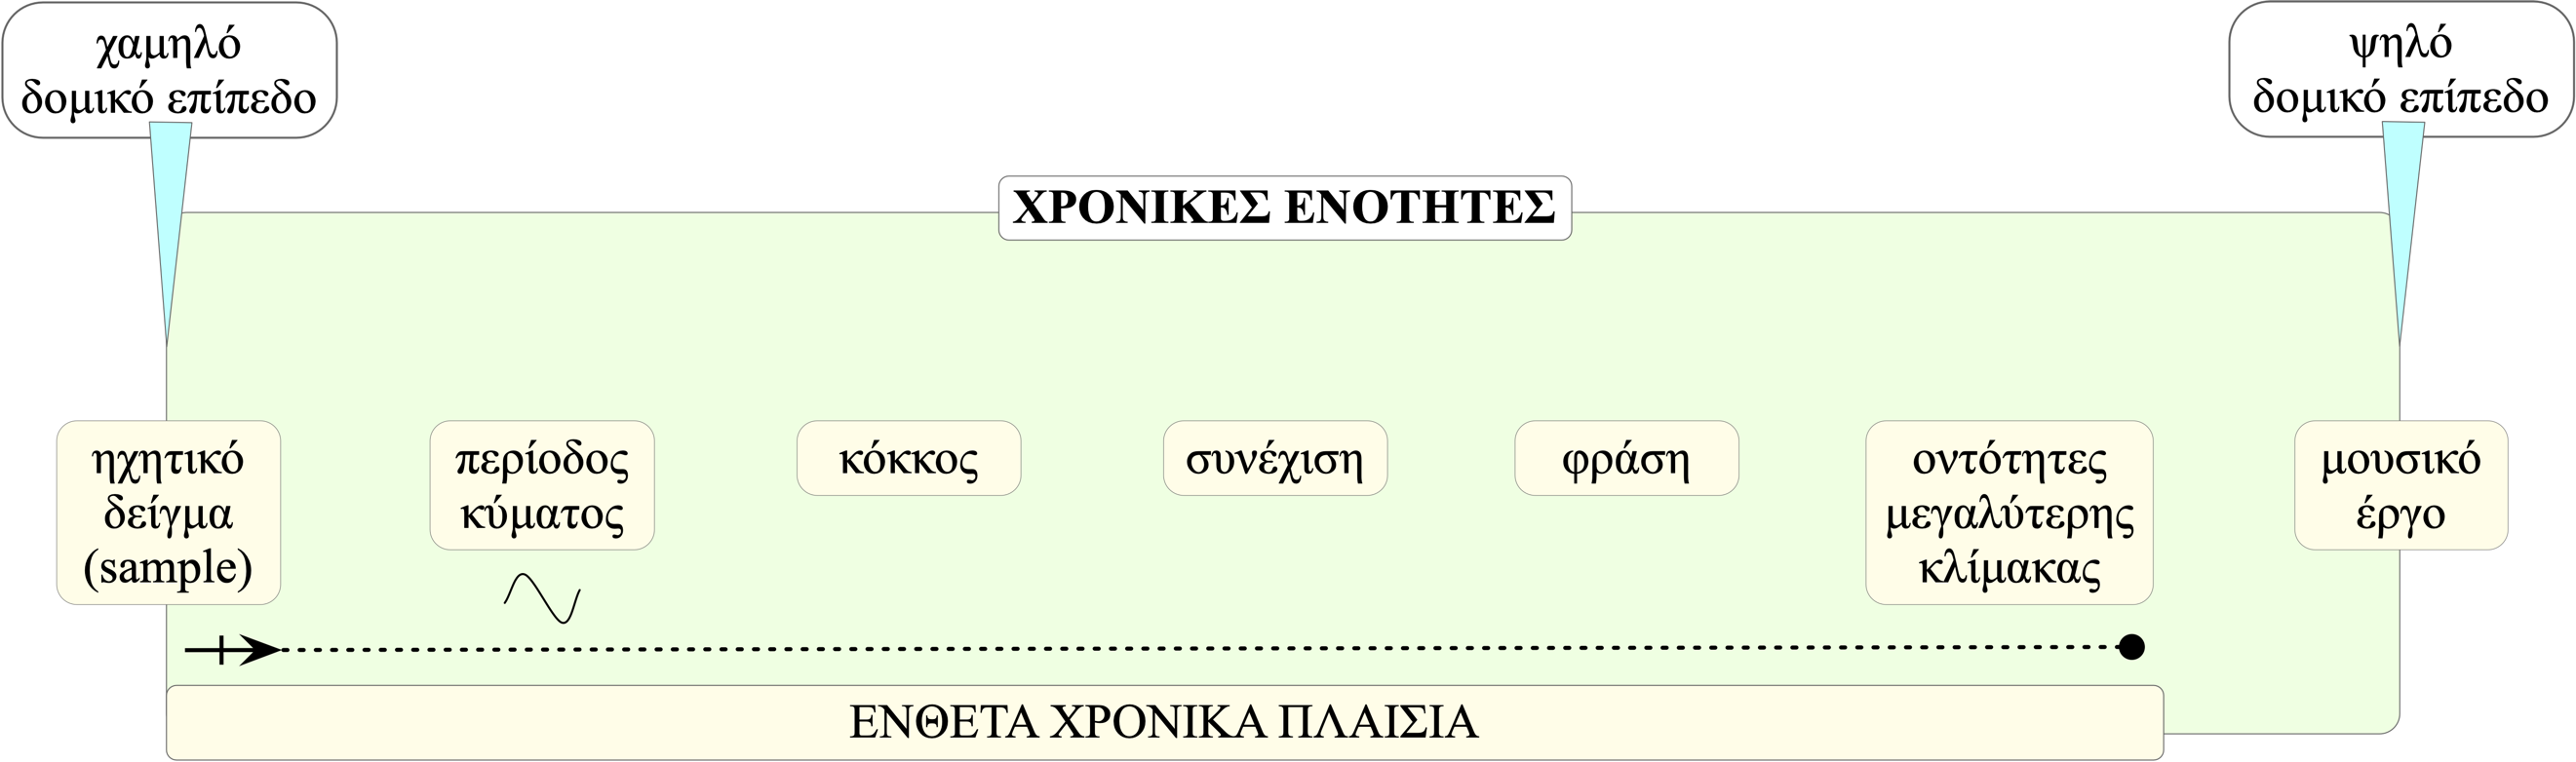 χαμηλό
δομικό επίπεδο
ψηλό
δομικό επίπεδο
ΧΡΟΝΙΚΕΣ ΕΝΟΤΗΤΕΣ
ηχητικό
δείγμα
(sample)
περίοδος
κύματος
κόκκος
συνέχιση
φράση
οντότητες
μεγαλύτερης
κλίμακας
μουσικό
έργο
ΕΝΘΕΤΑ ΧΡΟΝΙΚΑ ΠΛΑΙΣΙΑ